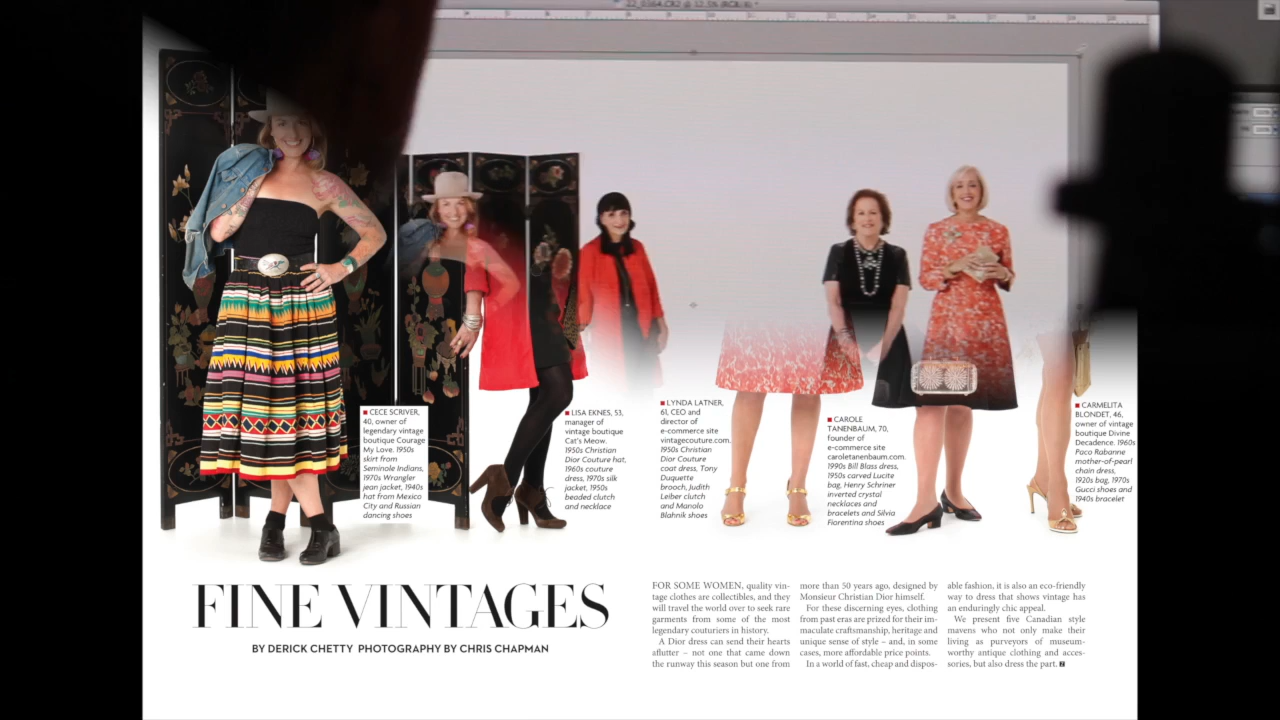 22_0364.CR2 @ 12.5% (RGB/8) *
■ CECE SCRIVER,
40, owner of
legendary vintage
boutique Courage
My Love. 1950s
skirt from
Seminole Indians,
1970s Wrangler
jean jacket, 1940s
hat from Mexico
City and Russian
dancing shoes
■ LISA EKNES, 53,
manager of
vintage boutique
Cat's Meow.
1950s Christian
Dior Couture hat,
1960s couture
dress, 1970s silk
jacket, 1950s
beaded clutch
and necklace
■ LYNDA LATNER,
61, CEO and
director of
e-commerce site
vintagecouture.com.
1950s Christian
Dior Couture
coat dress, Tony
Duquette
brooch, Judith
Leiber clutch
and Manolo
Blahnik shoes
■ CAROLE
TANENBAUM, 70,
founder of
e-commerce site
caroletanenbaum.com.
1990s Bill Blass dress,
1950s carved Lucite
bag, Henry Schriner
inverted crystal
necklaces and
bracelets and Silvia
Fiorentina shoes
■ CARMELITA
BLONDET, 46,
owner of vintage
boutique Divine
Decadence. 1960s
Paco Rabanne
mother-of-pearl
chain dress,
1920s bag, 1970s
Gucci shoes and
1940s bracelet
FINE VINTAGES
BY DERICK CHETTY PHOTOGRAPHY BY CHRIS CHAPMAN
FOR SOME WOMEN, quality vin-
tage clothes are collectibles, and they
will travel the world over to seek rare
garments from some of the most
legendary couturiers in history.
A Dior dress can send their hearts
aflutter – not one that came down
the runway this season but one from
more than 50 years ago, designed by
Monsieur Christian Dior himself.
For these discerning eyes, clothing
from past eras are prized for their im-
maculate craftsmanship, heritage and
unique sense of style – and, in some
cases, more affordable price points.
In a world of fast, cheap and dispos-
able fashion, it is also an eco-friendly
way to dress that shows vintage has
an enduringly chic appeal.
We present five Canadian style
mavens who not only make their
living as purveyors of museum-
worthy antique clothing and acces-
sories, but also dress the part.